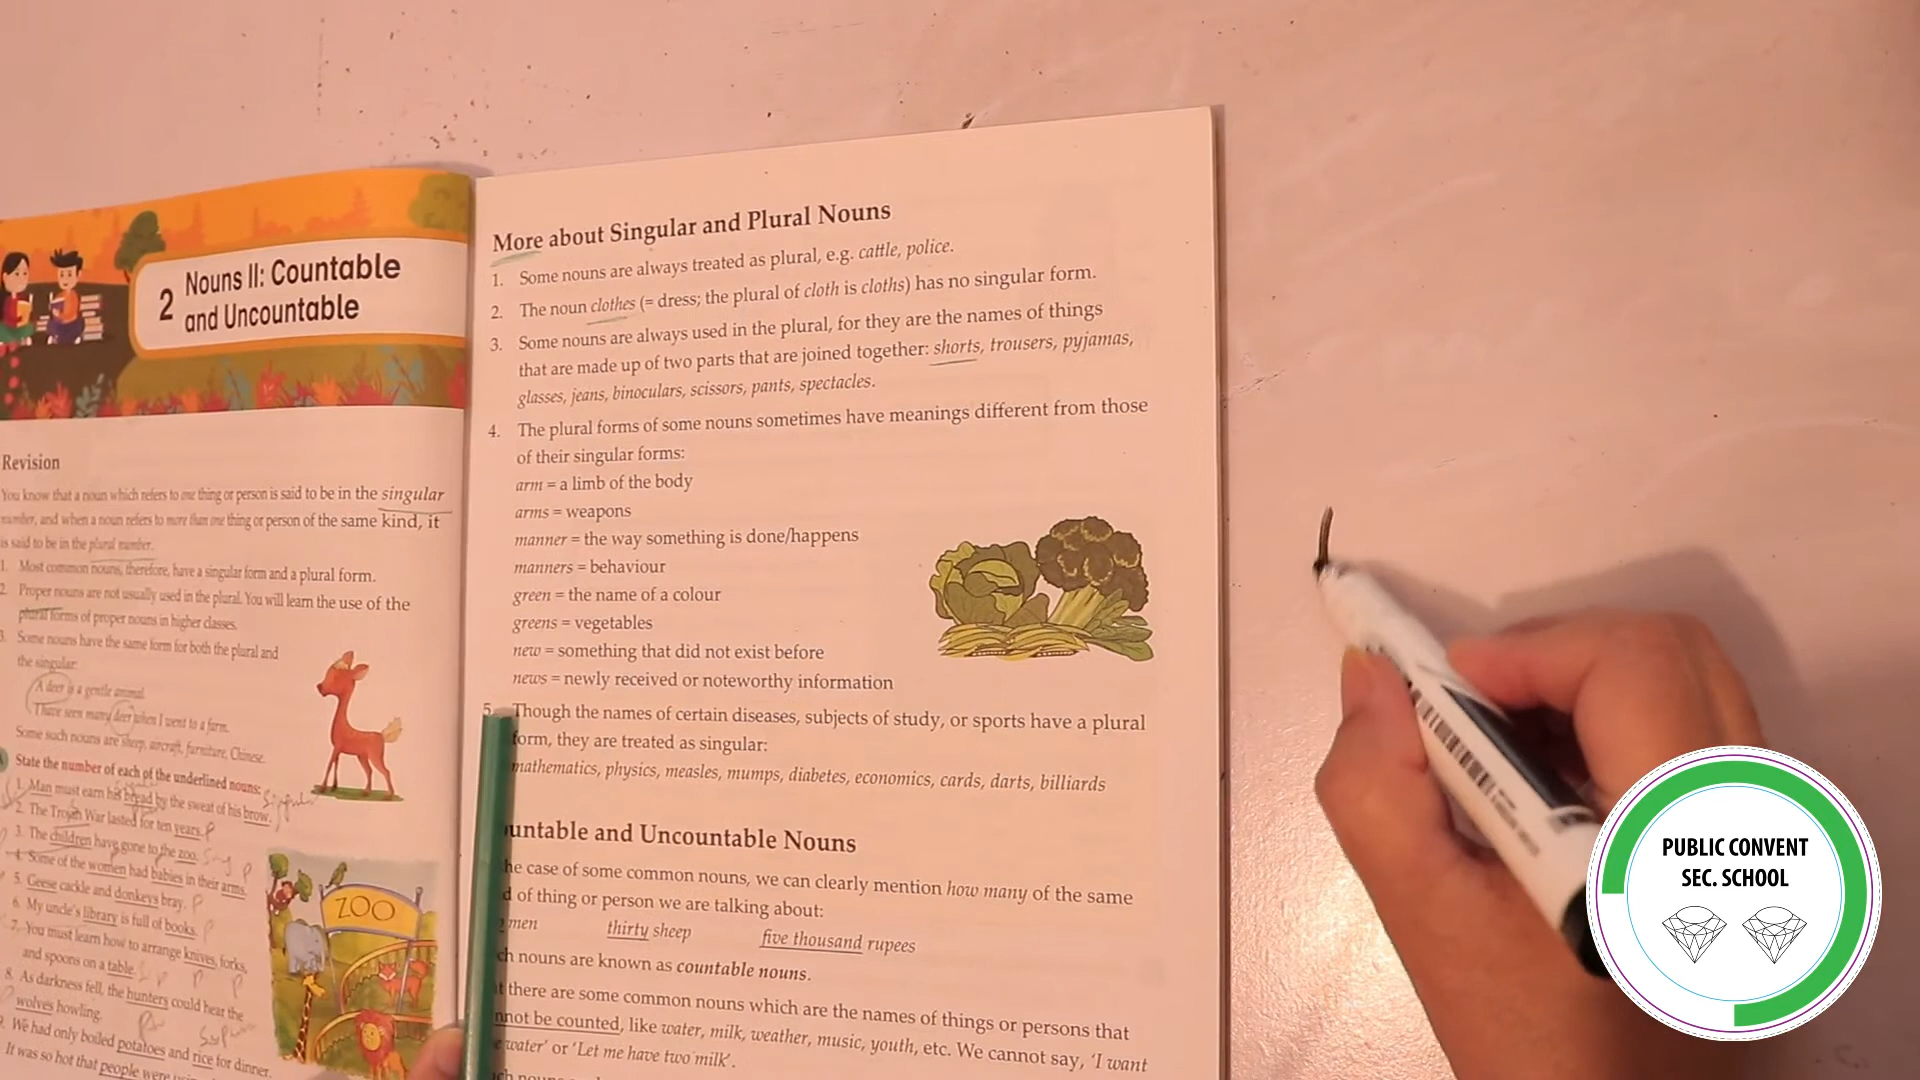 2 Nouns II: Countable
and Uncountable
Revision
You know that a noun which refers to one thing or person is said to be in the singular
number, and when a noun refers to more than one thing or person of the same kind, it
is said to be in the plural number.
1. Most common nouns, therefore, have a singular form and a plural form.
2. Proper nouns are not usually used in the plural. You will learn the use of the
plural forms of proper nouns in higher classes.
3. Some nouns have the same form for both the plural and
the singular:
A deer is a gentle animal.
I have seen many deer when I went to a farm.
Some such nouns are sheep, aircraft, furniture, Chinese.
State the number of each of the underlined nouns:
1. Man must earn his bread by the sweat of his brow.
2. The Trojan War lasted for ten years.
3. The children have gone to the zoo.
4. Some of the women had babies in their arms.
5. Geese cackle and donkeys bray.
6. My uncle's library is full of books.
7. You must learn how to arrange knives, forks,
and spoons on a table.
8. As darkness fell, the hunters could hear the
wolves howling.
9. We had only boiled potatoes and rice for dinner.
It was so hot that people were
ZOO
More about Singular and Plural Nouns
1. Some nouns are always treated as plural, e.g. cattle, police.
2. The noun clothes (= dress; the plural of cloth is cloths) has no singular form.
3. Some nouns are always used in the plural, for they are the names of things
that are made up of two parts that are joined together: shorts, trousers, pyjamas,
glasses, jeans, binoculars, scissors, pants, spectacles.
4. The plural forms of some nouns sometimes have meanings different from those
of their singular forms:
arm = a limb of the body
arms = weapons
manner = the way something is done/happens
manners = behaviour
green = the name of a colour
greens = vegetables
new = something that did not exist before
news = newly received or noteworthy information
5. Though the names of certain diseases, subjects of study, or sports have a plural
form, they are treated as singular:
mathematics, physics, measles, mumps, diabetes, economics, cards, darts, billiards
untable and Uncountable Nouns
he case of some common nouns, we can clearly mention how many of the same
d of thing or person we are talking about:
men thirty sheep five thousand rupees
ch nouns are known as countable nouns.
t there are some common nouns which are the names of things or persons that
nnot be counted, like water, milk, weather, music, youth, etc. We cannot say, 'I want
e water' or 'Let me have two milk'.
ch nouns
PUBLIC CONVENT
SEC. SCHOOL